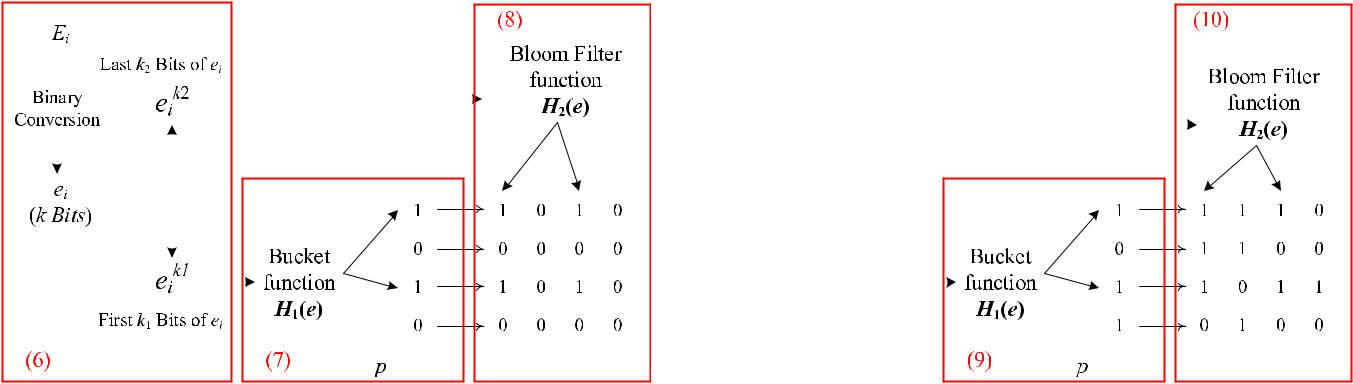 E_i
Last k_2 Bits of e_i
Binary
Conversion
e_i^{k2}
e_i
(k Bits)
e_i^{k1}
First k_1 Bits of e_i
(6)
Bucket
function
H_1(e)
1
0
1
0
p
(7)
(8)
Bloom Filter
function
H_2(e)
1 0 1 0
0 0 0 0
1 0 1 0
0 0 0 0
Bucket
function
H_1(e)
1
0
1
1
p
(9)
(10)
Bloom Filter
function
H_2(e)
1 1 1 0
1 1 0 0
1 0 1 1
0 1 0 0